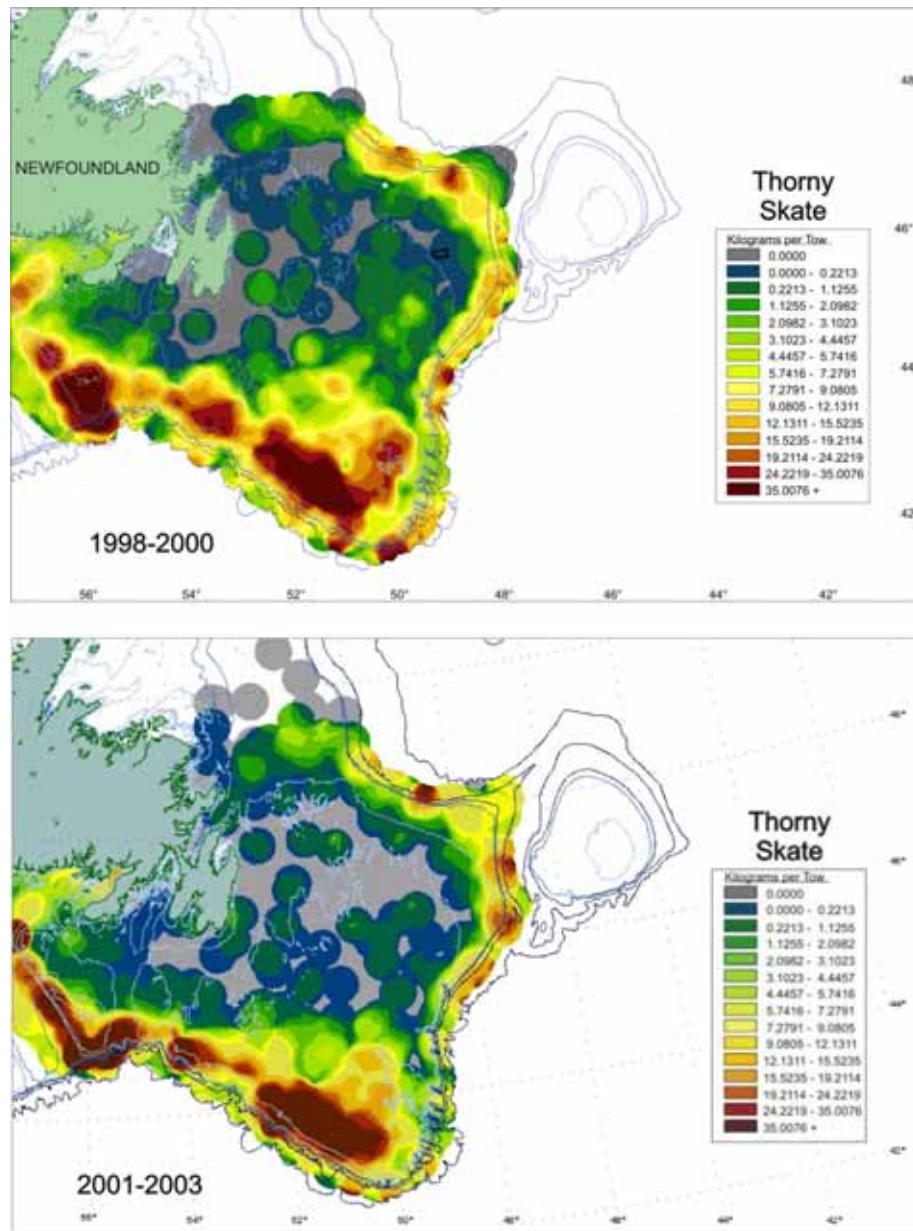 48°
NEWFOUNDLAND
Thorny
Skate
46°
Kilograms per Tow
0.0000
0.0000 - 0.2213
0.2213 - 1.1255
1.1255 - 2.0982
2.0982 - 3.1023
3.1023 - 4.4457
4.4457 - 5.7416
5.7416 - 7.2791
7.2791 - 9.0805
9.0805 - 12.1311
12.1311 - 15.5235
15.5235 - 19.2114
19.2114 - 24.2219
24.2219 - 35.0076
35.0076 +
44°
42°
1998-2000
56° 54° 52° 50° 48° 46° 44° 42°
Thorny
Skate
46°
Kilograms per Tow
0.0000
0.0000 - 0.2213
0.2213 - 1.1255
1.1255 - 2.0982
2.0982 - 3.1023
3.1023 - 4.4457
4.4457 - 5.7416
5.7416 - 7.2791
7.2791 - 9.0805
9.0805 - 12.1311
12.1311 - 15.5235
15.5235 - 19.2114
19.2114 - 24.2219
24.2219 - 35.0076
35.0076 +
44°
42°
2001-2003
54° 52° 50° 46° 44° 42°